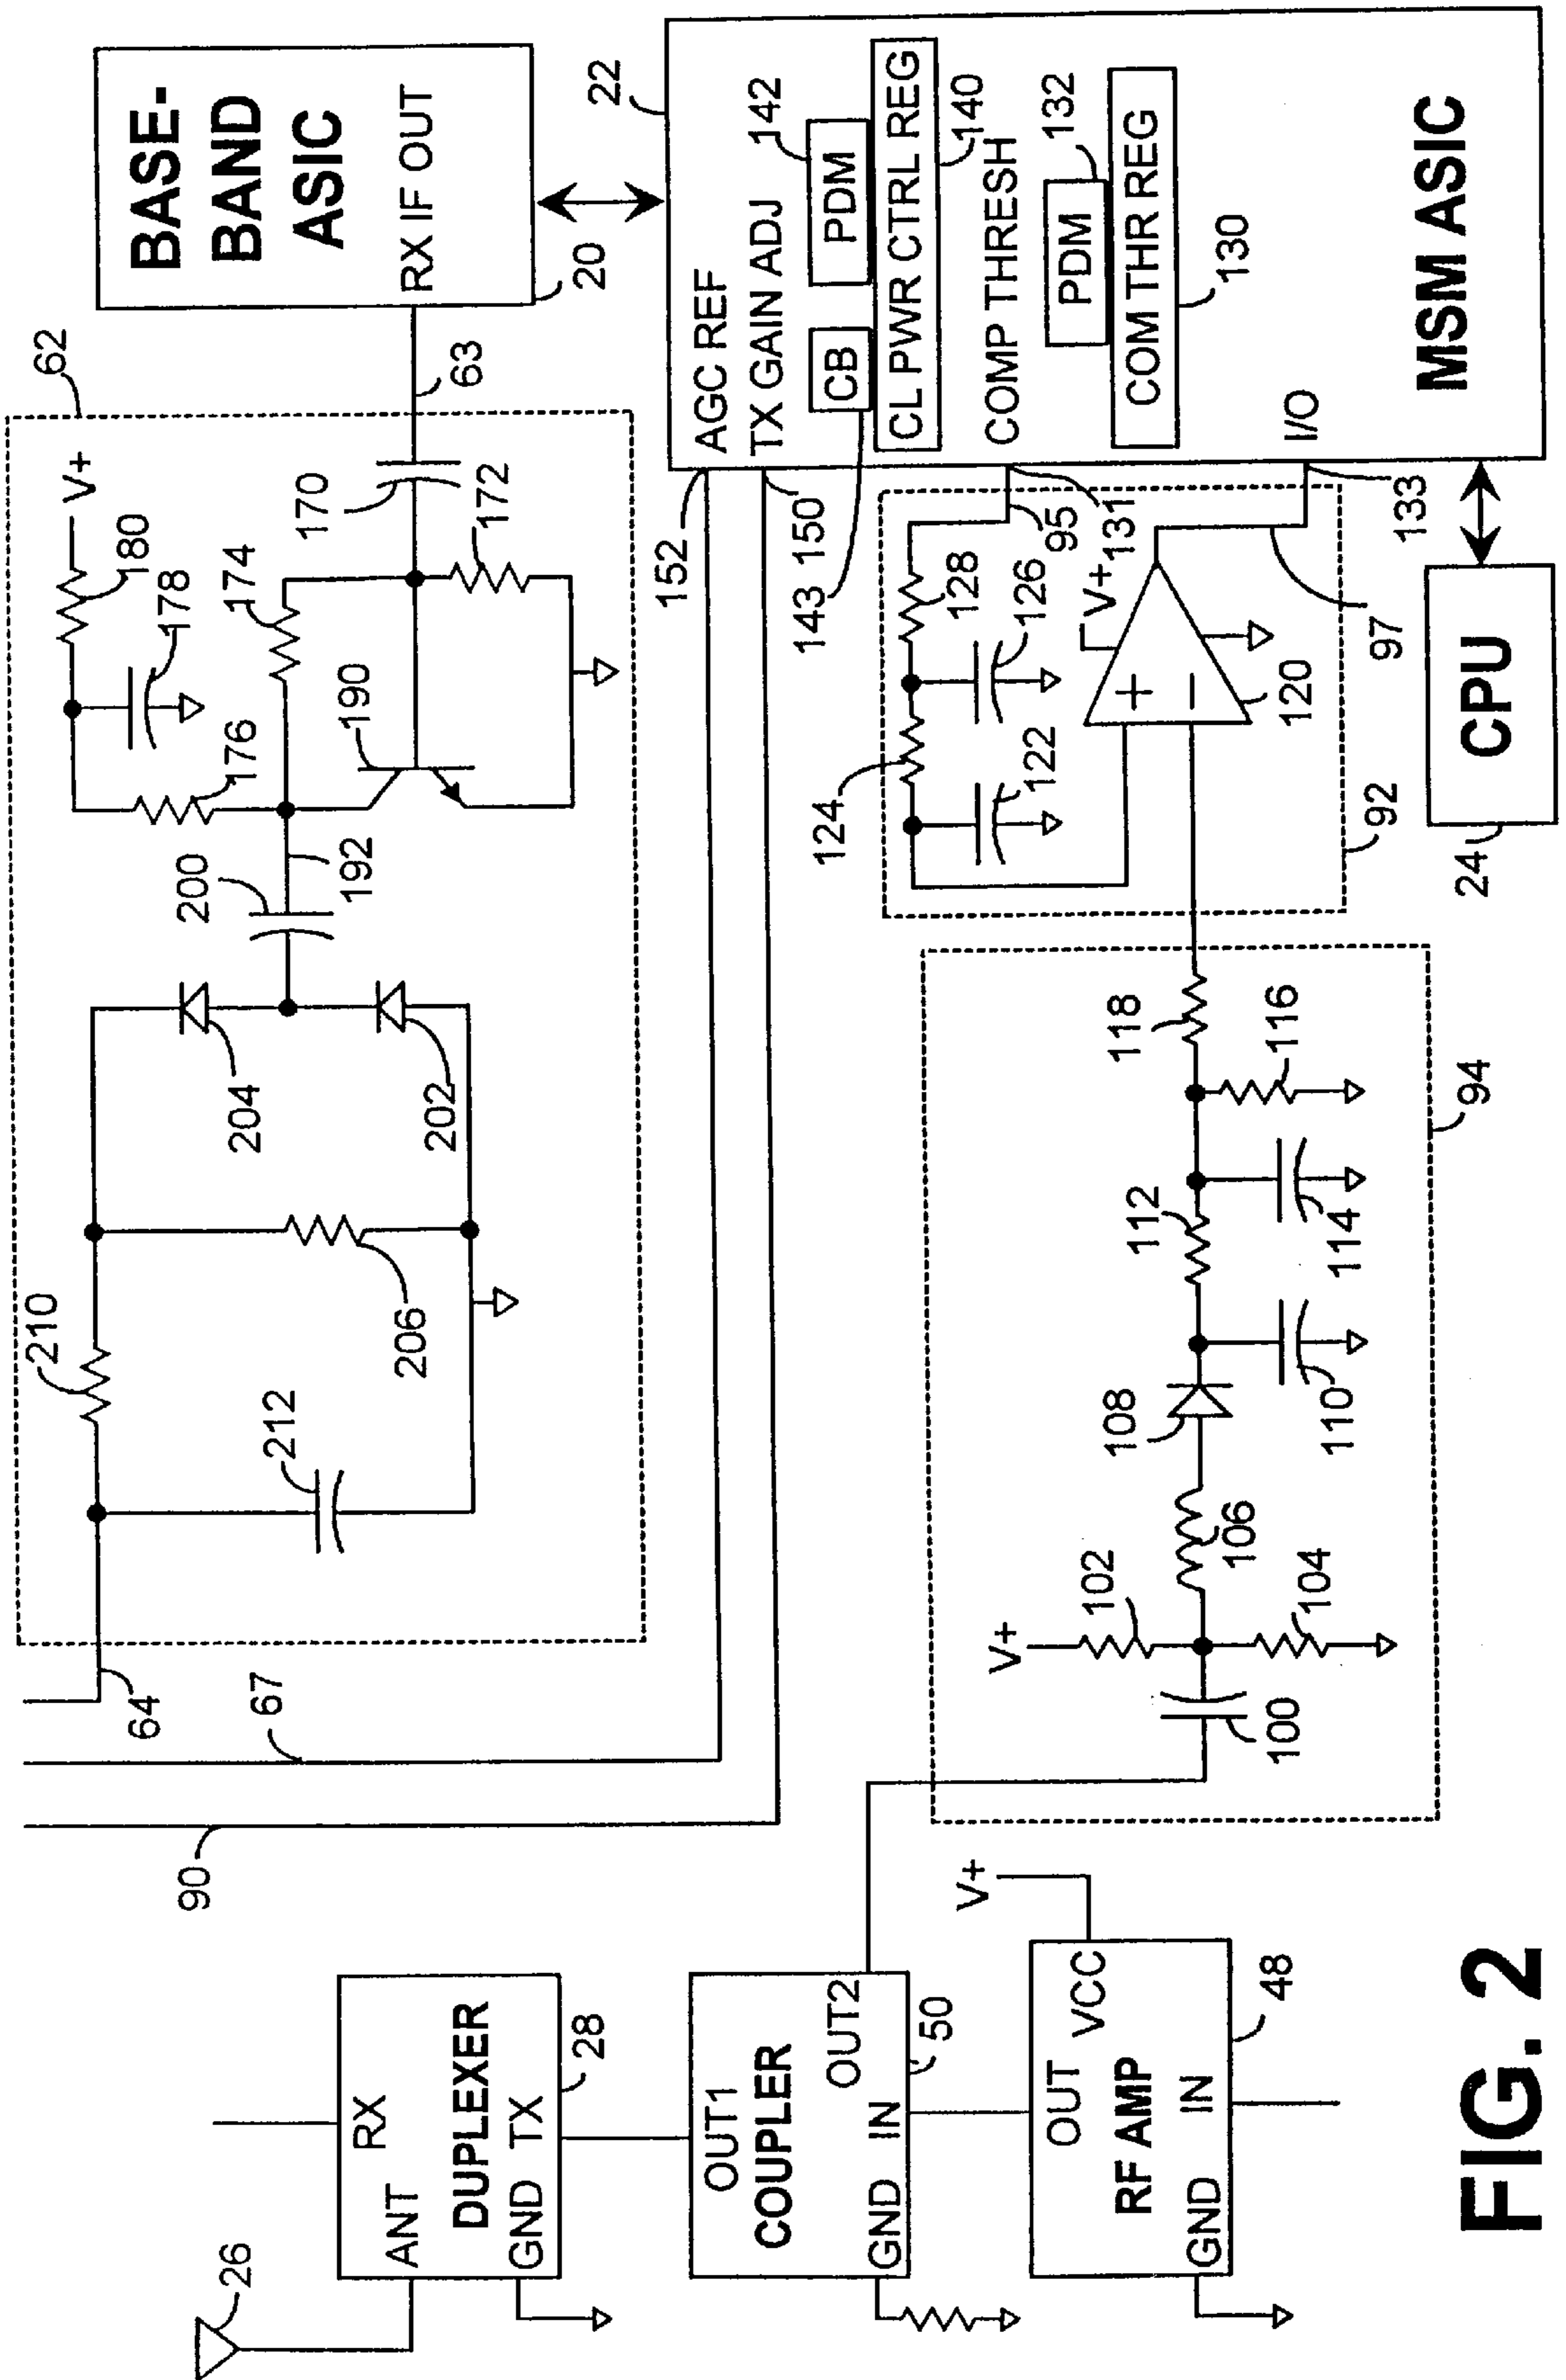 BASE-
BAND
ASIC
RX IF OUT
20
62
63
V+
180
178
170
172
174
176
190
192
200
204
202
206
210
212
64
67
90
22
AGC REF
TX GAIN ADJ
CB
PDM
142
CL PWR CTRL REG
140
COMP THRESH
PDM
132
COM THR REG
130
I/O
MSM ASIC
152
150
143
131
95
133
128
126
V+
124
122
+
−
120
97
92
CPU
24
118
116
94
112
114
108
110
106
V+
102
104
100
26
RX
ANT
DUPLEXER
GND TX
28
OUT1
COUPLER
OUT2
GND IN
50
V+
OUT VCC
RF AMP
GND IN
48
FIG. 2